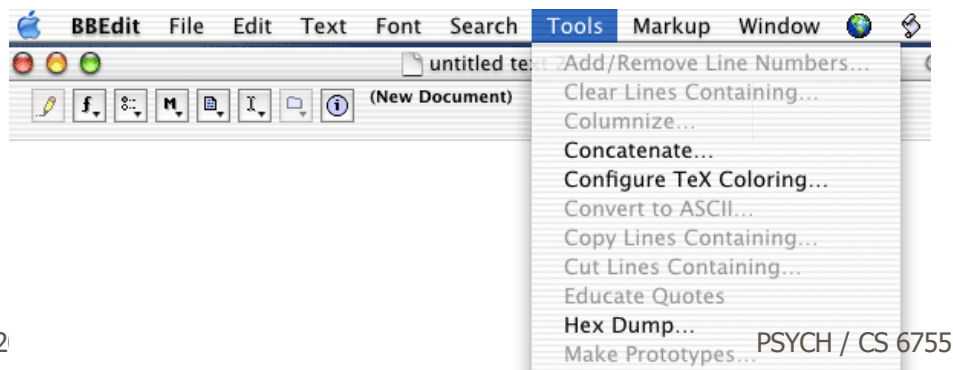 BBEdit File Edit Text Font Search Tools Markup Window
untitled te
(New Document)
Add/Remove Line Numbers...
Clear Lines Containing...
Columnize...
Concatenate...
Configure TeX Coloring...
Convert to ASCII...
Copy Lines Containing...
Cut Lines Containing...
Educate Quotes
Hex Dump...
Make Prototypes...
PSYCH / CS 6755